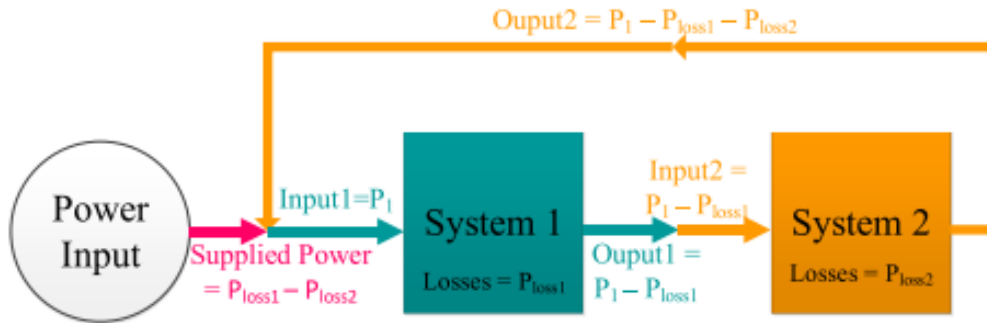 Ouput2 = P₁ – Pₗₒₛₛ₁ – Pₗₒₛₛ₂
Power
Input
Supplied Power
= Pₗₒₛₛ₁ – Pₗₒₛₛ₂
Input1=P₁
System 1
Losses = Pₗₒₛₛ₁
Ouput1 =
P₁ – Pₗₒₛₛ₁
Input2 =
P₁ – Pₗₒₛₛ₁
System 2
Losses = Pₗₒₛₛ₂